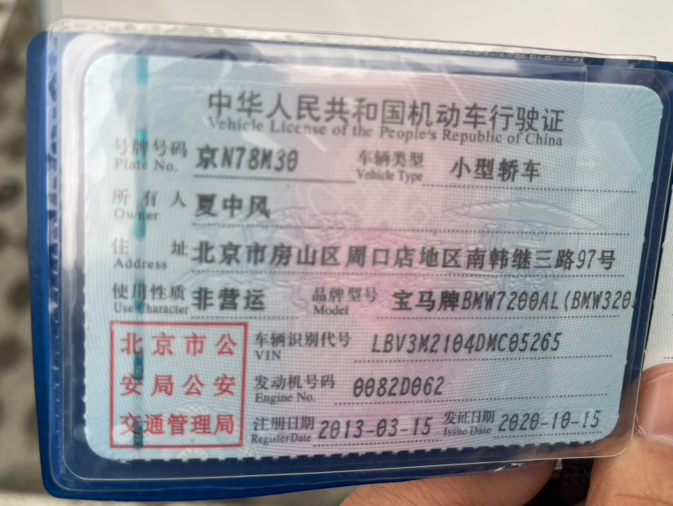 中华人民共和国机动车行驶证
Vehicle License of the People's Republic of China
号牌号码 京N78M30 车辆类型 小型轿车
Plate No. Vehicle Type
所有人 夏中风
Owner
住址 北京市房山区周口店地区南韩继三路97号
Address
使用性质 非营运 品牌型号 宝马牌BMW7200AL(BMW320
Use Character Model
北京市公
安局公安
交通管理局
车辆识别代号 LBV3M2104DMC05265
VIN
发动机号码 0082D062
Engine No.
注册日期 2013-03-15 发证日期 2020-10-15
Register Date Issue Date